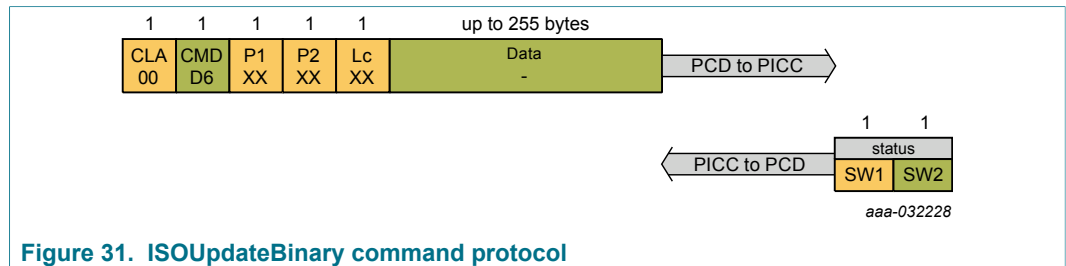 1 1 1 1 1 up to 255 bytes
CLA CMD P1 P2 Lc Data
00 D6 XX XX XX -
PCD to PICC
1 1
status
PICC to PCD
SW1 SW2
aaa-032228
Figure 31. ISOUpdateBinary command protocol